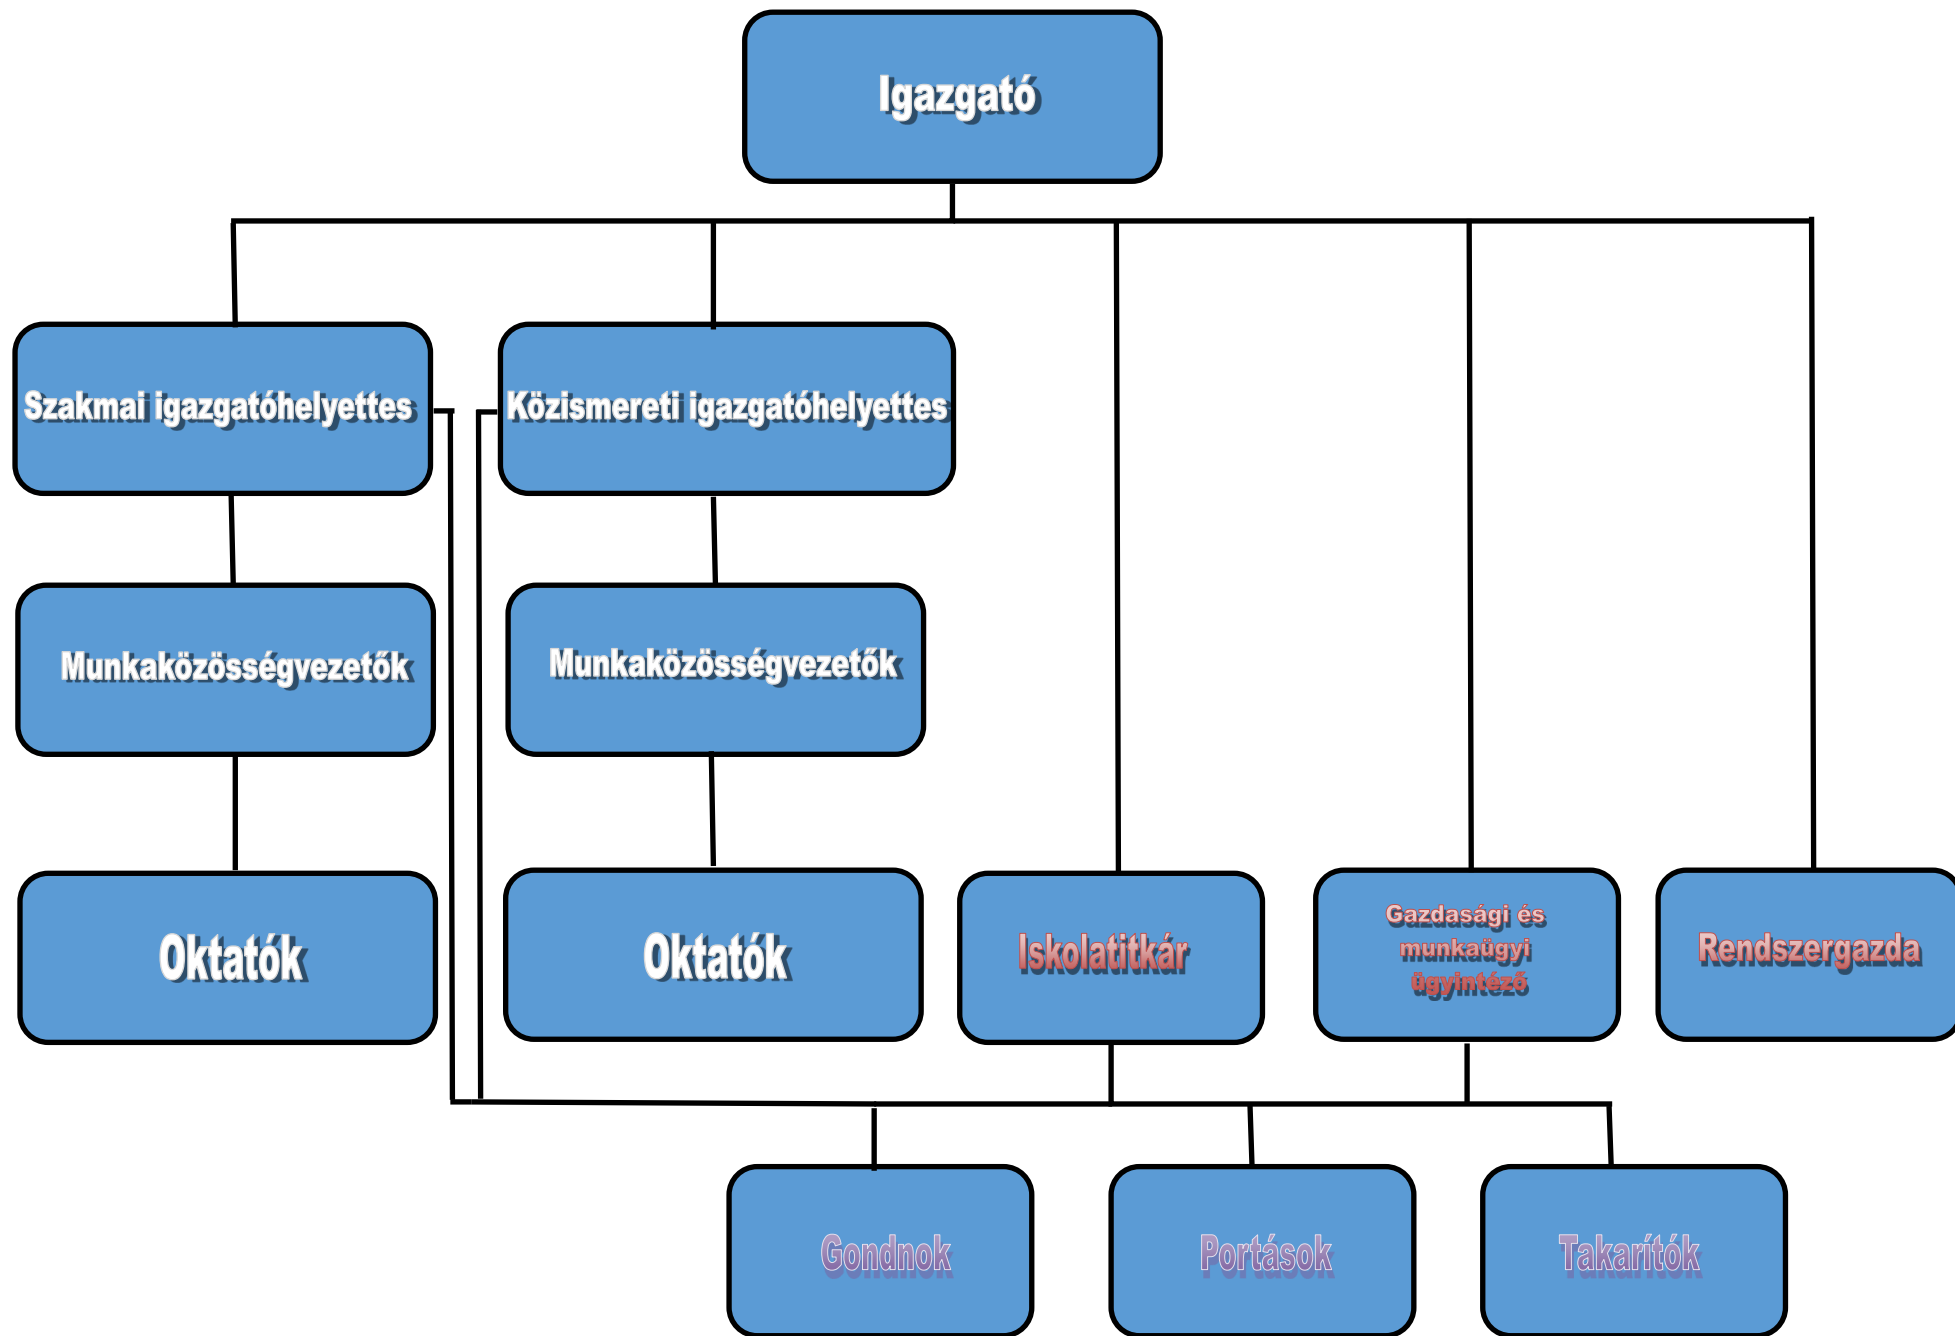 Igazgató
Szakmai igazgatóhelyettes
Közismereti igazgatóhelyettes
Munkaközösségvezetők
Munkaközösségvezetők
Oktatók
Oktatók
Iskolatitkár
Gazdasági és
munkaügyi
ügyintéző
Rendszergazda
Gondnok
Portások
Takarítók